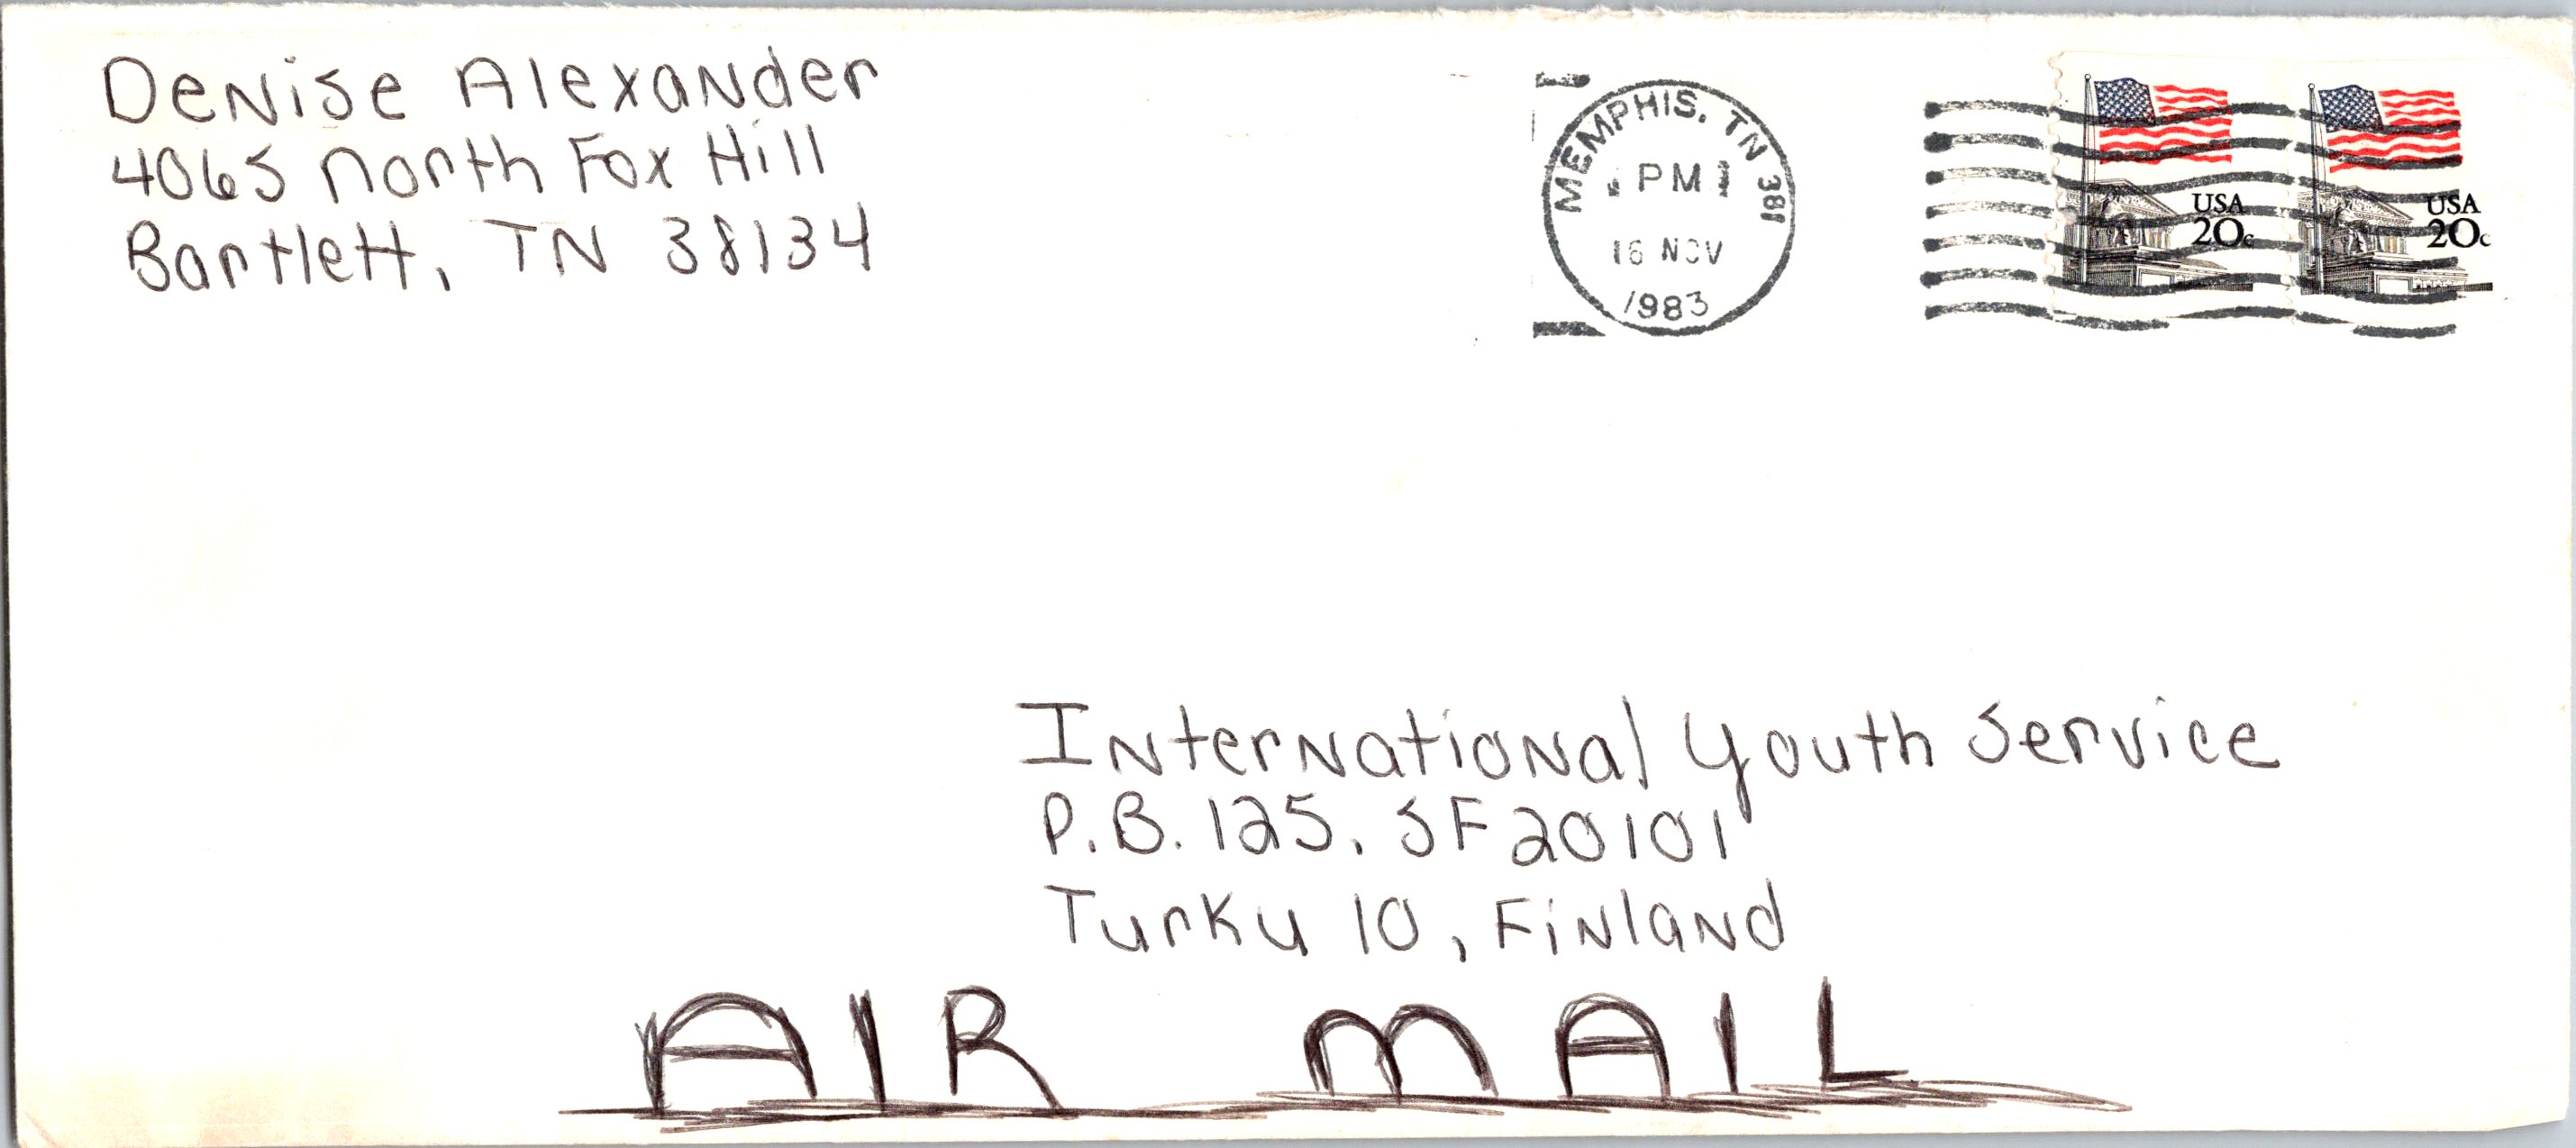 Denise Alexander
4065 North Fox Hill
Bartlett, TN 38134
MEMPHIS, TN 381
PM
16 NOV
1983
USA
20c
USA
20c
International Youth Service
P.B. 125, SF 20101
Turku 10, Finland
AIR MAIL